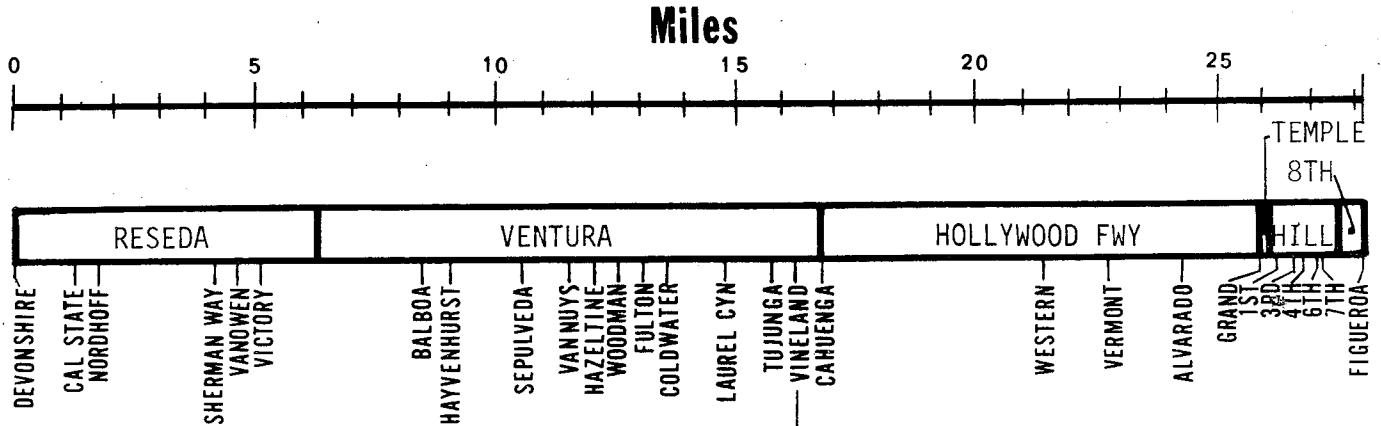 Miles
0 5 10 15 20 25
TEMPLE
8TH
RESEDA VENTURA HOLLYWOOD FWY HILL
DEVONSHIRE
CAL STATE
NORDHOFF
SHERMAN WAY
VANOWEN
VICTORY
BALBOA
HAYVENHURST
SEPULVEDA
VAN NUYS
HAZELTINE
WOODMAN
FULTON
COLDWATER
LAUREL CYN
TUJUNGA
VINELAND
CAHUENGA
WESTERN
VERMONT
ALVARADO
GRAND
1ST
3RD
4TH
6TH
7TH
FIGUEROA